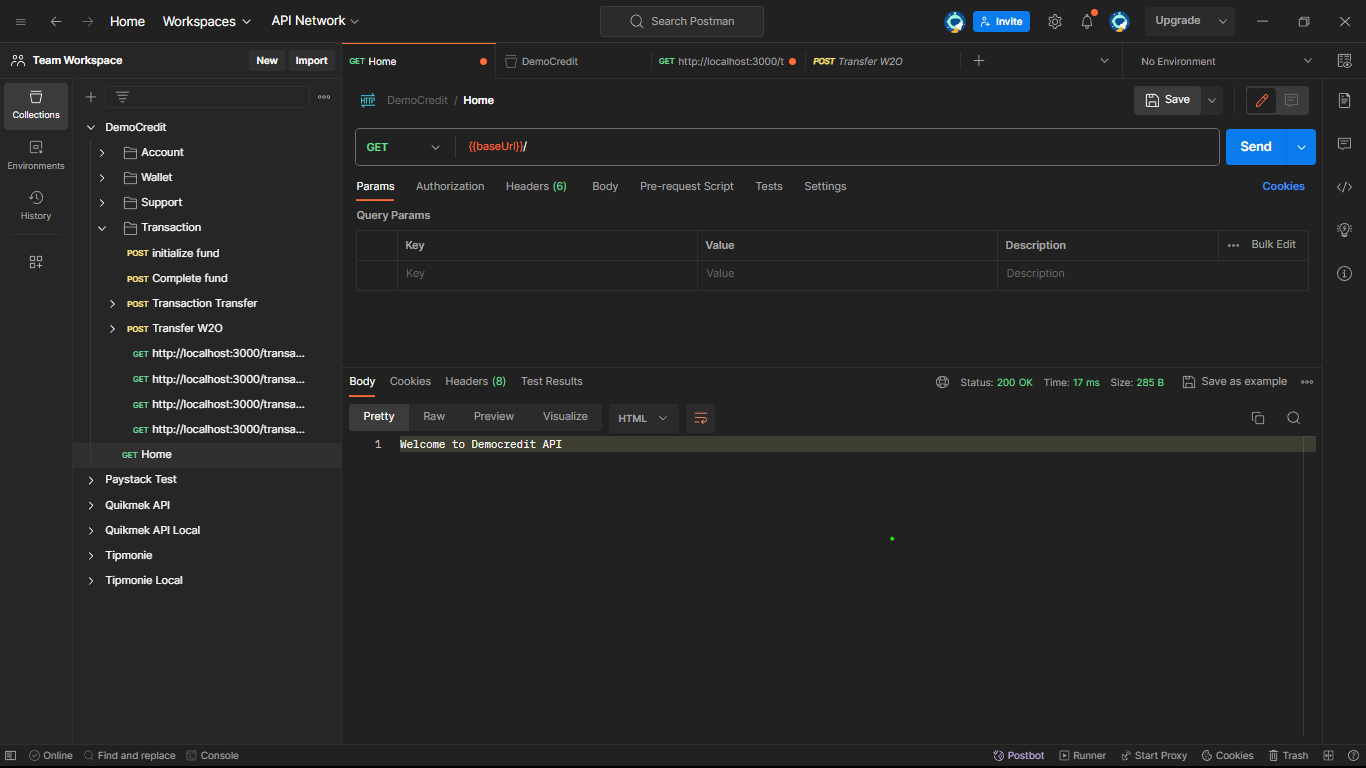 Home Workspaces API Network Search Postman Invite Upgrade
Team Workspace New Import
GET Home DemoCredit GET http://localhost:3000/t POST Transfer W2O No Environment
Collections
Environments
History
DemoCredit
Account
Wallet
Support
Transaction
POST initialize fund
POST Complete fund
POST Transaction Transfer
POST Transfer W2O
GET http://localhost:3000/transa...
GET http://localhost:3000/transa...
GET http://localhost:3000/transa...
GET http://localhost:3000/transa...
GET Home
Paystack Test
Quikmek API
Quikmek API Local
Tipmonie
Tipmonie Local
HTTP DemoCredit / Home Save
GET {{baseUrl}}/ Send
Params Authorization Headers (6) Body Pre-request Script Tests Settings Cookies
Query Params
Key Value Description Bulk Edit
Key Value Description
Body Cookies Headers (8) Test Results Status: 200 OK Time: 17 ms Size: 285 B Save as example
Pretty Raw Preview Visualize HTML
1 Welcome to Democredit API
Online Find and replace Console Postbot Runner Start Proxy Cookies Trash